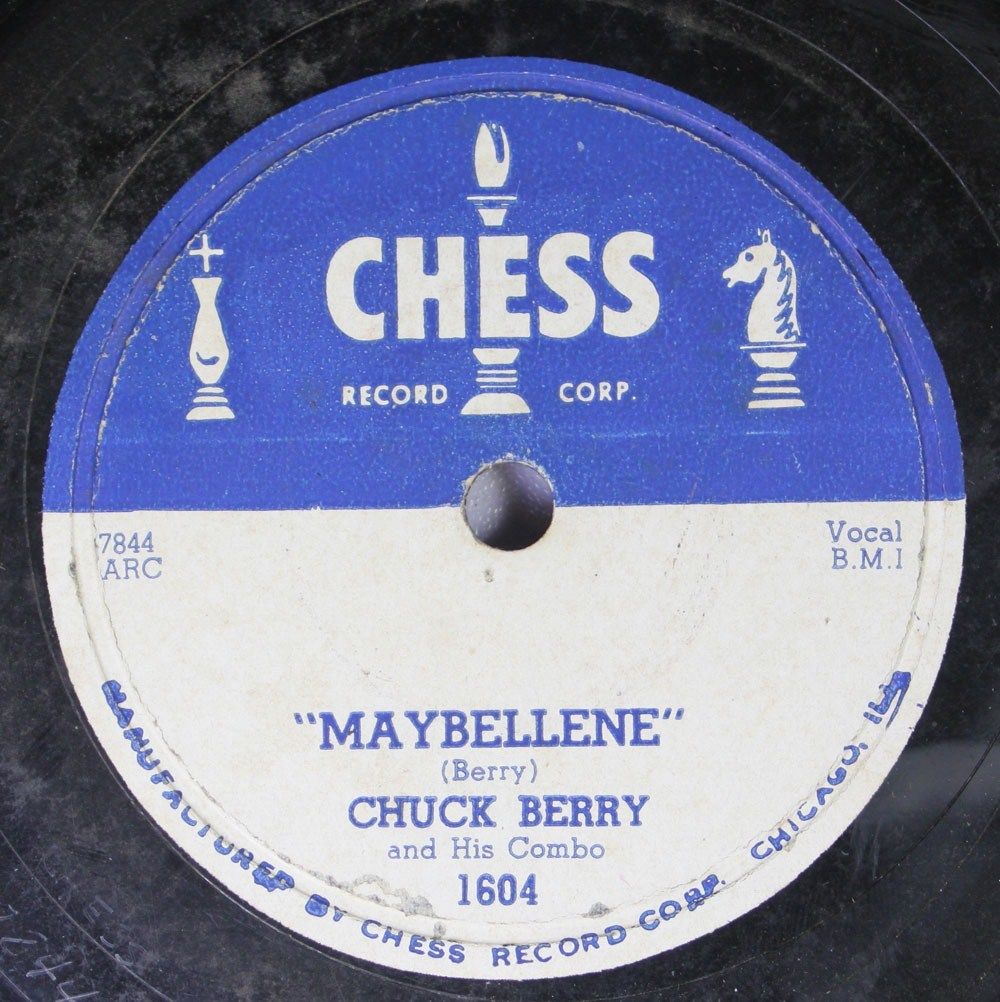 CHESS
RECORD CORP.
7844
ARC
Vocal
B.M.I
"MAYBELLENE"
(Berry)
CHUCK BERRY
and His Combo
1604
MANUFACTURED BY CHESS RECORD CORP. CHICAGO, ILL